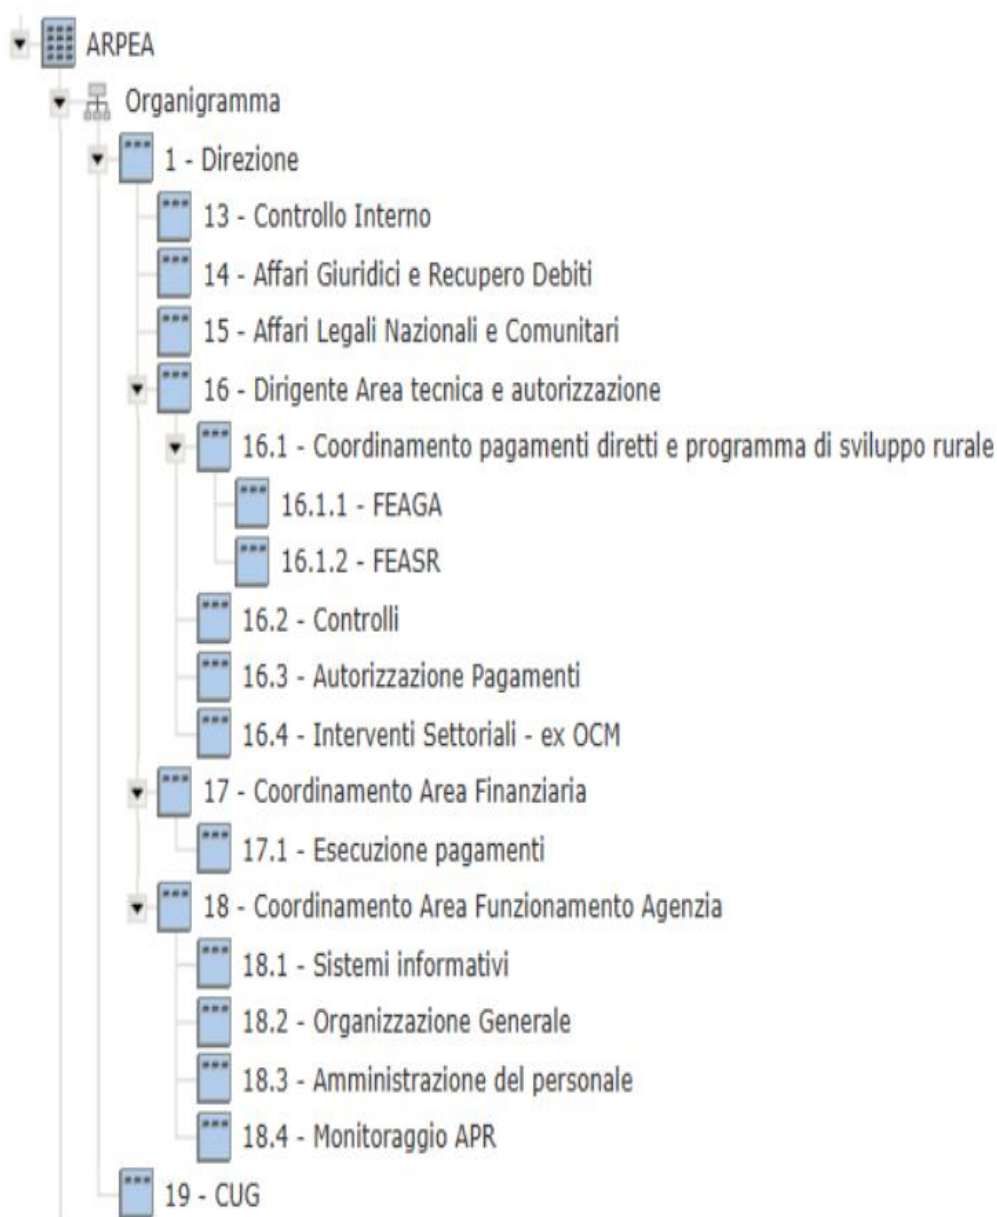 ARPEA
Organigramma
1 - Direzione
13 - Controllo Interno
14 - Affari Giuridici e Recupero Debiti
15 - Affari Legali Nazionali e Comunitari
16 - Dirigente Area tecnica e autorizzazione
16.1 - Coordinamento pagamenti diretti e programma di sviluppo rurale
16.1.1 - FEAGA
16.1.2 - FEASR
16.2 - Controlli
16.3 - Autorizzazione Pagamenti
16.4 - Interventi Settoriali - ex OCM
17 - Coordinamento Area Finanziaria
17.1 - Esecuzione pagamenti
18 - Coordinamento Area Funzionamento Agenzia
18.1 - Sistemi informativi
18.2 - Organizzazione Generale
18.3 - Amministrazione del personale
18.4 - Monitoraggio APR
19 - CUG